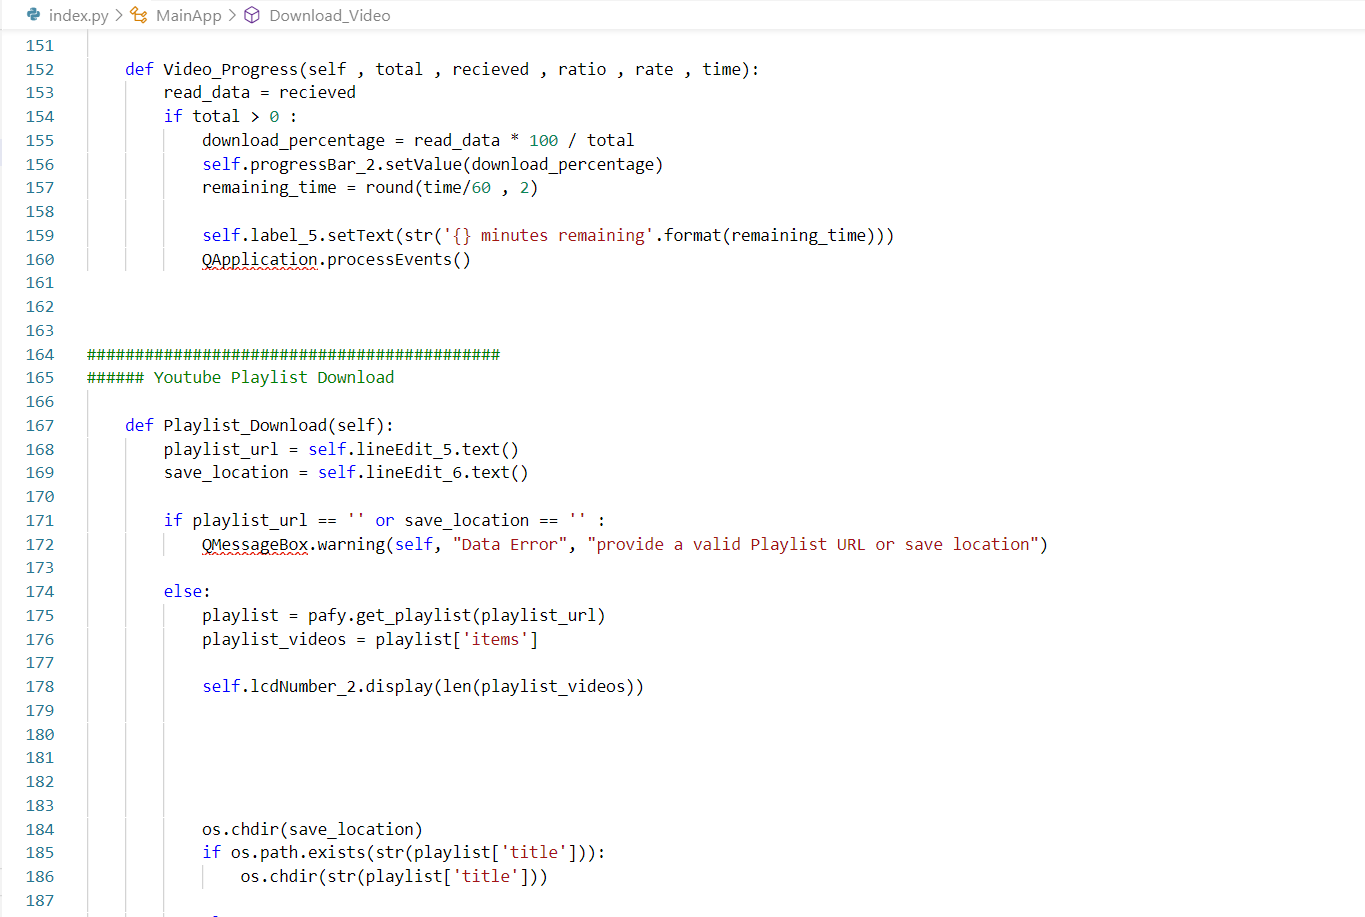 index.py > MainApp > Download_Video
151
152 def Video_Progress(self , total , recieved , ratio , rate , time):
153 read_data = recieved
154 if total > 0 :
155 download_percentage = read_data * 100 / total
156 self.progressBar_2.setValue(download_percentage)
157 remaining_time = round(time/60 , 2)
158
159 self.label_5.setText(str('{} minutes remaining'.format(remaining_time)))
160 QApplication.processEvents()
161
162
163
164 ###########################################
165 ###### Youtube Playlist Download
166
167 def Playlist_Download(self):
168 playlist_url = self.lineEdit_5.text()
169 save_location = self.lineEdit_6.text()
170
171 if playlist_url == '' or save_location == '' :
172 QMessageBox.warning(self, "Data Error", "provide a valid Playlist URL or save location")
173
174 else:
175 playlist = pafy.get_playlist(playlist_url)
176 playlist_videos = playlist['items']
177
178 self.lcdNumber_2.display(len(playlist_videos))
179
180
181
182
183
184 os.chdir(save_location)
185 if os.path.exists(str(playlist['title'])):
186 os.chdir(str(playlist['title']))
187